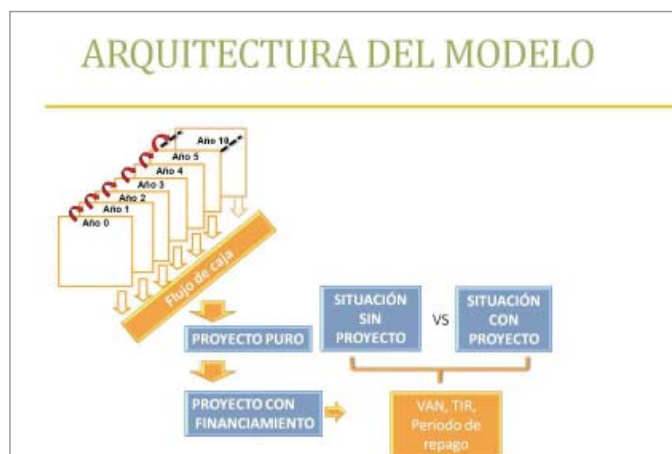 ARQUITECTURA DEL MODELO
Año 10
Año 5
Año 4
Año 3
Año 2
Año 1
Año 0
Flujo de caja
PROYECTO PURO
PROYECTO CON
FINANCIAMIENTO
SITUACIÓN
SIN
PROYECTO
VS
SITUACIÓN
CON
PROYECTO
VAN, TIR,
Periodo de
repago